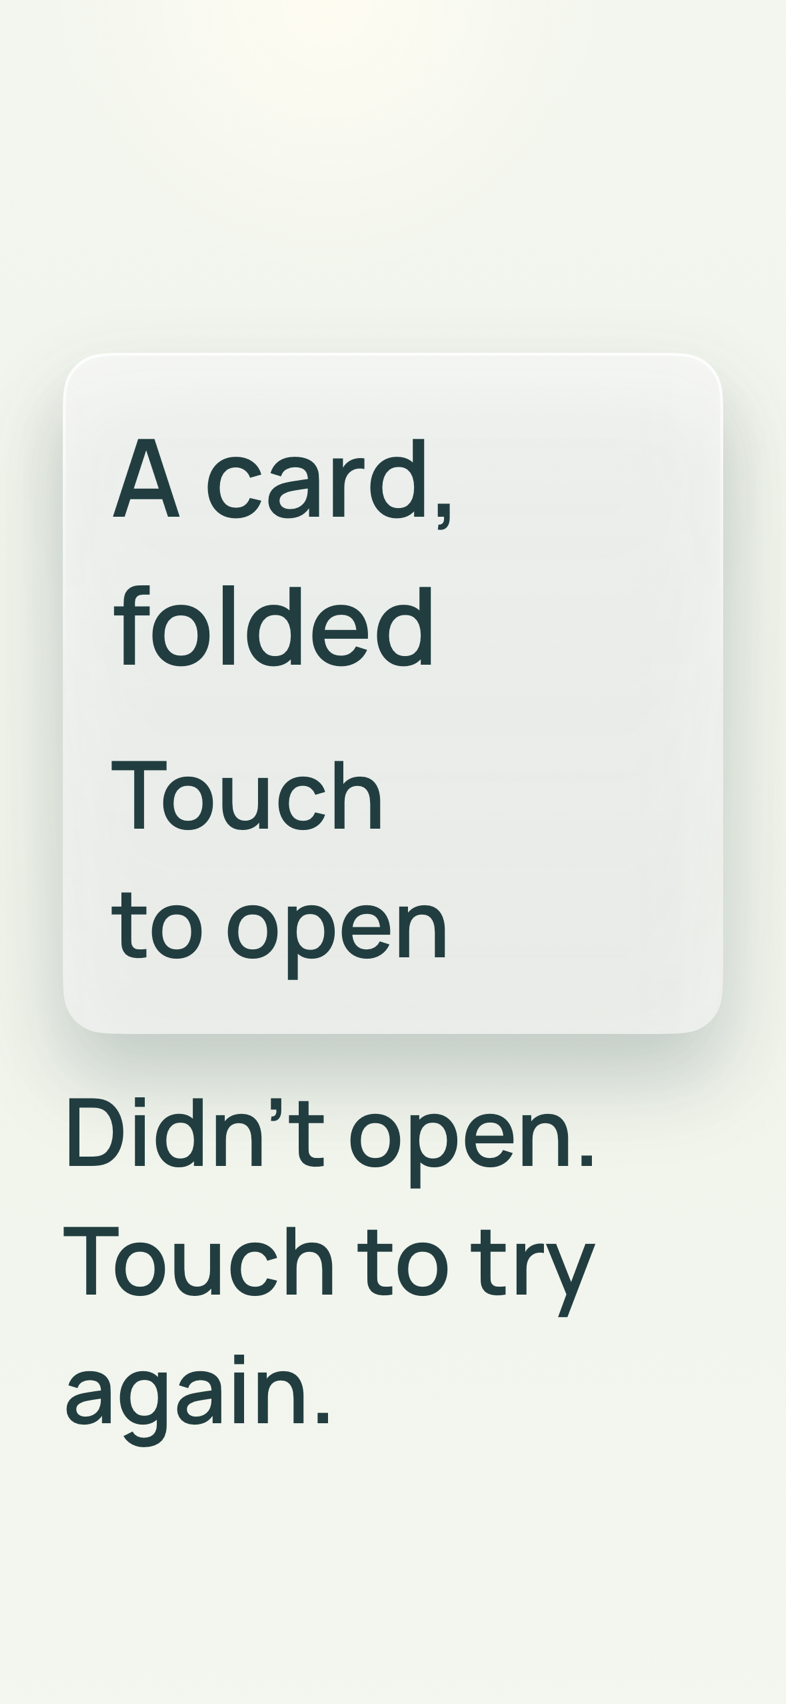 A card,
folded
Touch
to open
Didn’t open.
Touch to try
again.